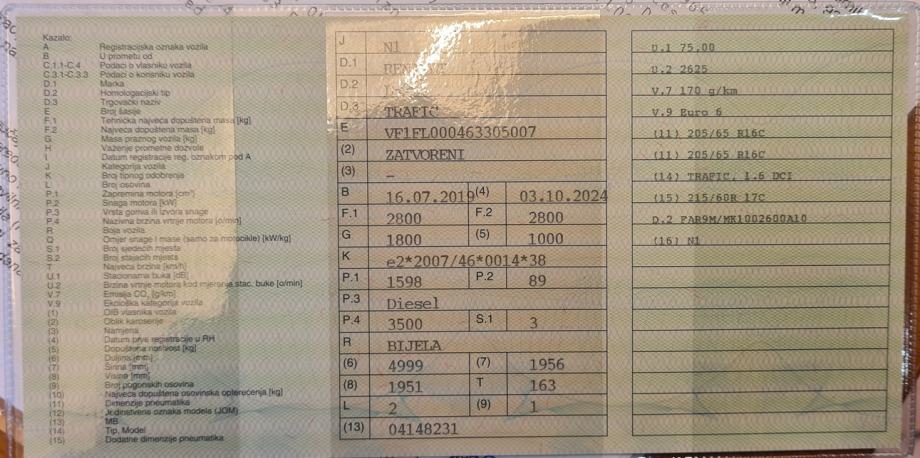 Kazalo:
A Registracijska oznaka vozila
B U prometu od
C.1.1-C.4 Podaci o vlasniku vozila
C.3.1-C.3.3 Podaci o korisniku vozila
D.1 Marka
D.2 Homologacijski tip
D.3 Trgovački naziv
E Broj šasije
F.1 Tehnička najveća dopuštena masa [kg]
F.2 Najveća dopuštena masa [kg]
G Masa praznog vozila [kg]
H Važenje prometne dozvole
I Datum registracije reg. oznakom pod A
J Kategorija vozila
K Broj tipnog odobrenja
L Broj osovina
P.1 Zapremina motora [cm³]
P.2 Snaga motora [kW]
P.3 Vrsta goriva ili izvora snage
P.4 Nazivna brzina vrtnje motora [o/min]
R Boja vozila
Q Omjer snage i mase (samo za motocikle) [kW/kg]
S.1 Broj sjedećih mjesta
S.2 Broj stajaćih mjesta
T Najveća brzina [km/h]
U.1 Stacionarna buka [dB]
U.2 Brzina vrtnje motora kod mjerenja stac. buke [o/min]
V.7 Emisija CO₂ [g/km]
V.9 Ekološka kategorija vozila
(1) OIB vlasnika vozila
(2) Oblik karoserije
(3) Namjena
(4) Datum prve registracije u RH
(5) Dopuštena nosivost [kg]
(6) Duljina [mm]
(7) Širina [mm]
(8) Visina [mm]
(9) Broj pogonskih osovina
(10) Najveća dopuštena osovinska opterećenja [kg]
(11) Dimenzije pneumatika
(12) Jedinstvena oznaka modela (JOM)
(13) MB
(14) Tip, Model
(15) Dodatne dimenzije pneumatika
J N1
D.1
D.2
D.3 TRAFIC
E VF1FL000463305007
(2) ZATVORENI
(3) –
B 16.07.2019 (4) 03.10.2024
F.1 2800 F.2 2800
G 1800 (5) 1000
K e2*2007/46*0014*38
P.1 1598 P.2 89
P.3 Diesel
P.4 3500 S.1 3
R BIJELA
(6) 4999 (7) 1956
(8) 1951 T 163
L 2 (9) 1
(13) 04148231
U.1 75,00
U.2 2625
V.7 170 g/km
V.9 Euro 6
(11) 205/65 R16C
(11) 205/65 R16C
(14) TRAFIC, 1.6 DCI
(15) 215/60R 17C
D.2 FAR9M/MK1002600A10
(16) N1